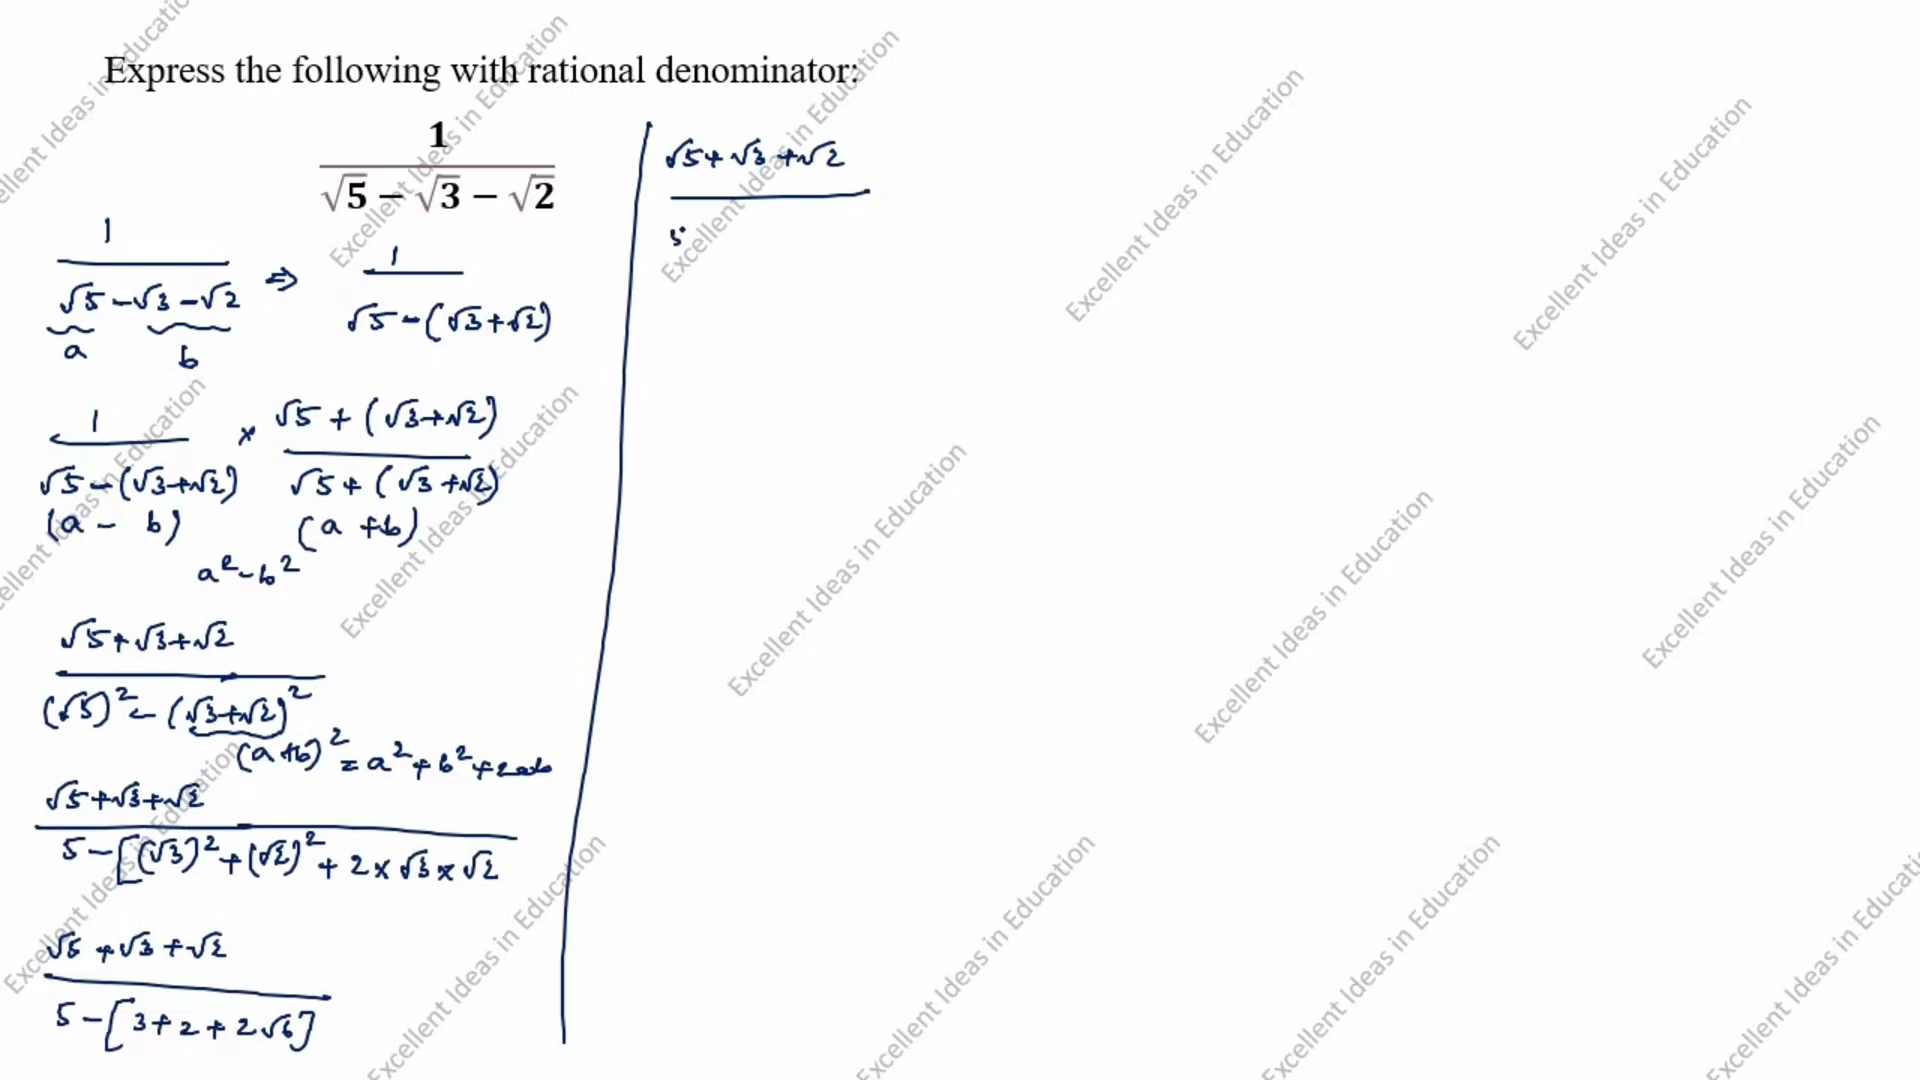 Express the following with rational denominator:
1
√5 − √3 − √2
1
√5 − √3 − √2
a b
⇒ 1
√5 − (√3 + √2)
1 × √5 + (√3 + √2)
√5 − (√3 + √2) √5 + (√3 + √2)
(a − b) (a + b)
a² − b²
√5 + √3 + √2
(√5)² − (√3 + √2)²
(a + b)² = a² + b² + 2ab
√5 + √3 + √2
5 − [(√3)² + (√2)² + 2 × √3 × √2
√5 + √3 + √2
5 − [3 + 2 + 2√6]
√5 + √3 + √2
5
Excellent Ideas in Education